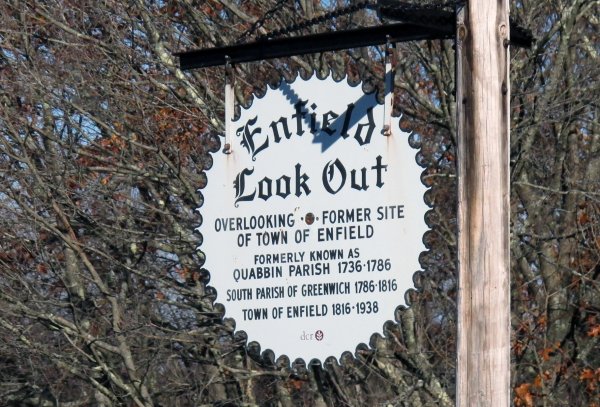 Enfield
Look Out
OVERLOOKING · FORMER SITE
OF TOWN OF ENFIELD
FORMERLY KNOWN AS
QUABBIN PARISH 1736·1786
SOUTH PARISH OF GREENWICH 1786·1816
TOWN OF ENFIELD 1816·1938
dcr